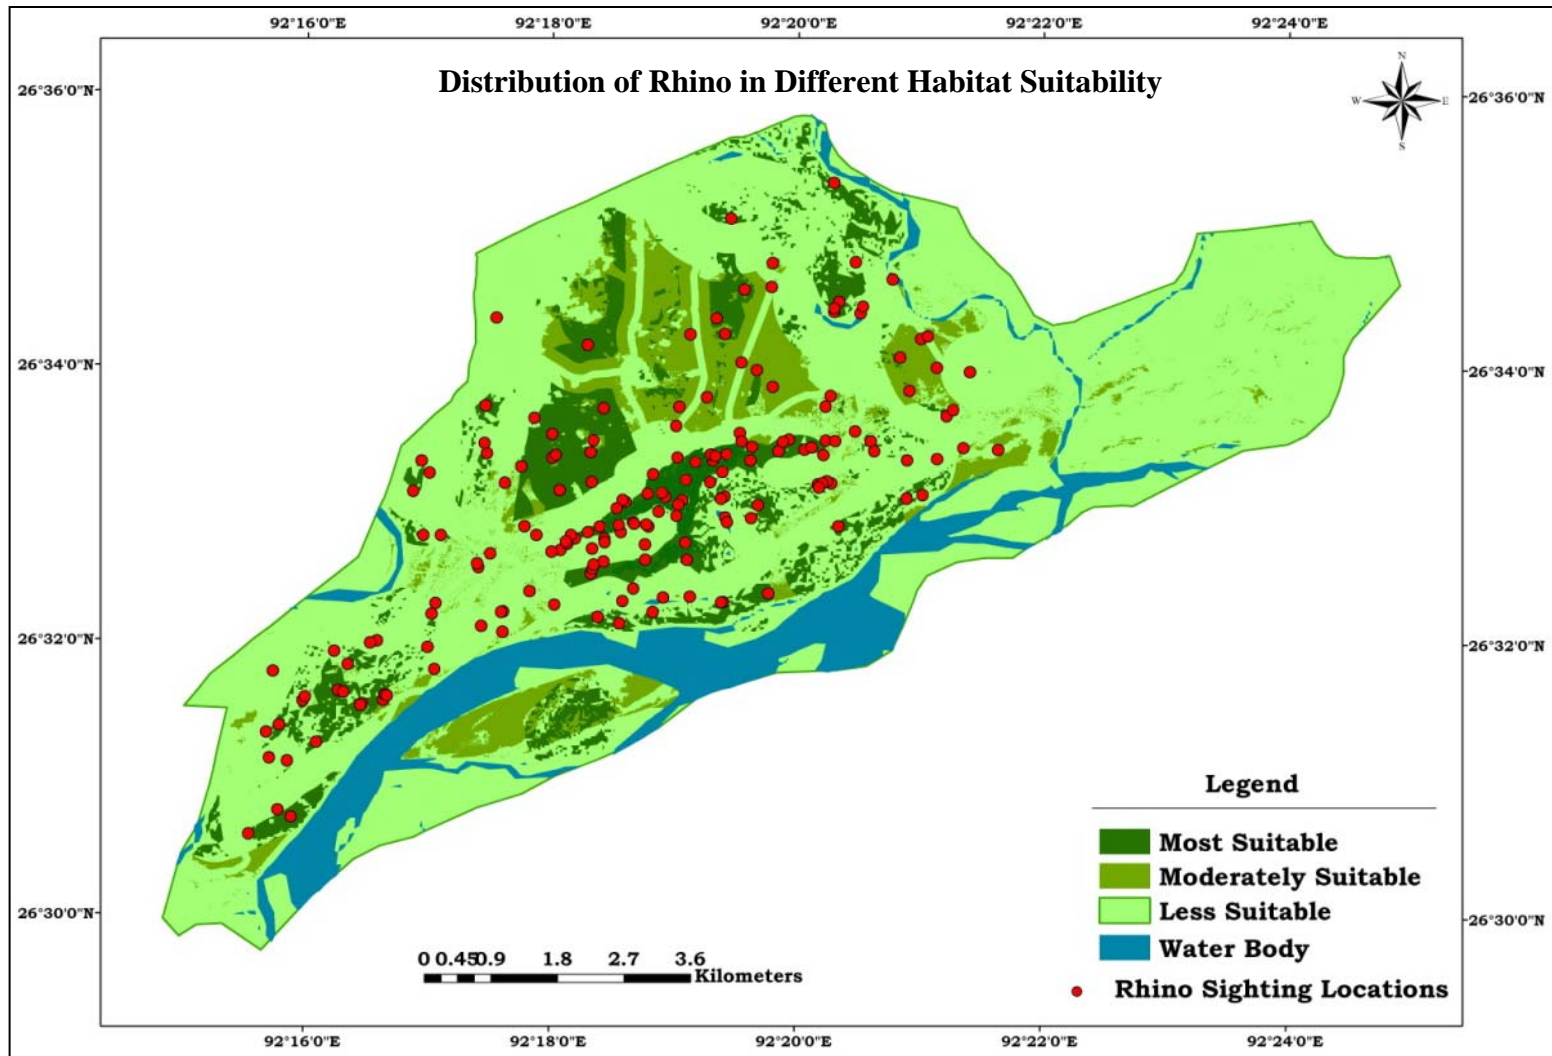 92°16'0"E 92°18'0"E 92°20'0"E 92°22'0"E 92°24'0"E
Distribution of Rhino in Different Habitat Suitability
N
W E
S
26°36'0"N 26°36'0"N
26°34'0"N 26°34'0"N
26°32'0"N 26°32'0"N
26°30'0"N 26°30'0"N
Legend
Most Suitable
Moderately Suitable
Less Suitable
Water Body
Rhino Sighting Locations
0 0.45 0.9 1.8 2.7 3.6
Kilometers
92°16'0"E 92°18'0"E 92°20'0"E 92°22'0"E 92°24'0"E